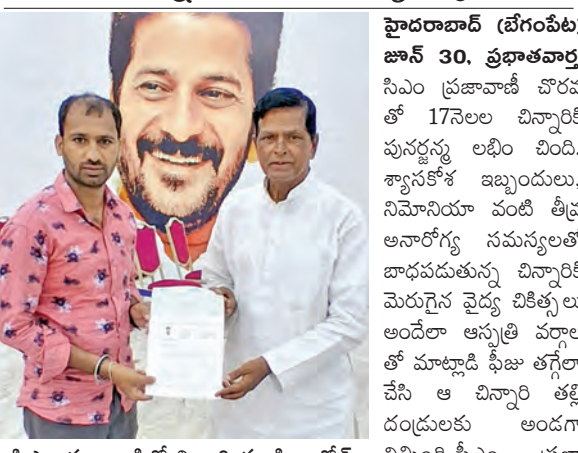 హైదరాబాద్ (బేగంపేట)
జూన్ 30, ప్రభాతవార్త
సిఎం ప్రజావాణీ చొరవ
తో 17నెలల చిన్నారికి
పునర్జన్మ లభిం చింది.
శ్వాసకోశ ఇబ్బందులు,
నిమోనియా వంటి తీవ్ర
అనారోగ్య సమస్యలతో
బాధపడుతున్న చిన్నారికి
మెరుగైన వైద్య చికిత్సలు
అందేలా ఆస్పత్రి వర్గాల
తో మాట్లాడి ఫీజు తగ్గేలా
చేసి ఆ చిన్నారి తల్లి
దండ్రులకు అండగా